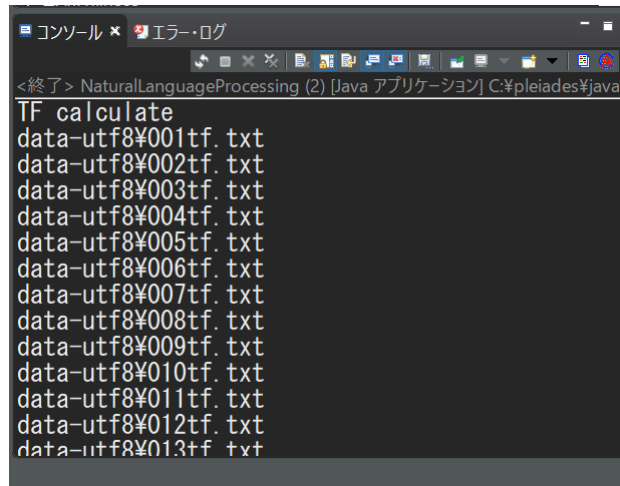 コンソール × エラー・ログ
<終了> NaturalLanguageProcessing (2) [Java アプリケーション] C:¥pleiades¥java
TF calculate
data-utf8¥001tf.txt
data-utf8¥002tf.txt
data-utf8¥003tf.txt
data-utf8¥004tf.txt
data-utf8¥005tf.txt
data-utf8¥006tf.txt
data-utf8¥007tf.txt
data-utf8¥008tf.txt
data-utf8¥009tf.txt
data-utf8¥010tf.txt
data-utf8¥011tf.txt
data-utf8¥012tf.txt
data-utf8¥013tf.txt